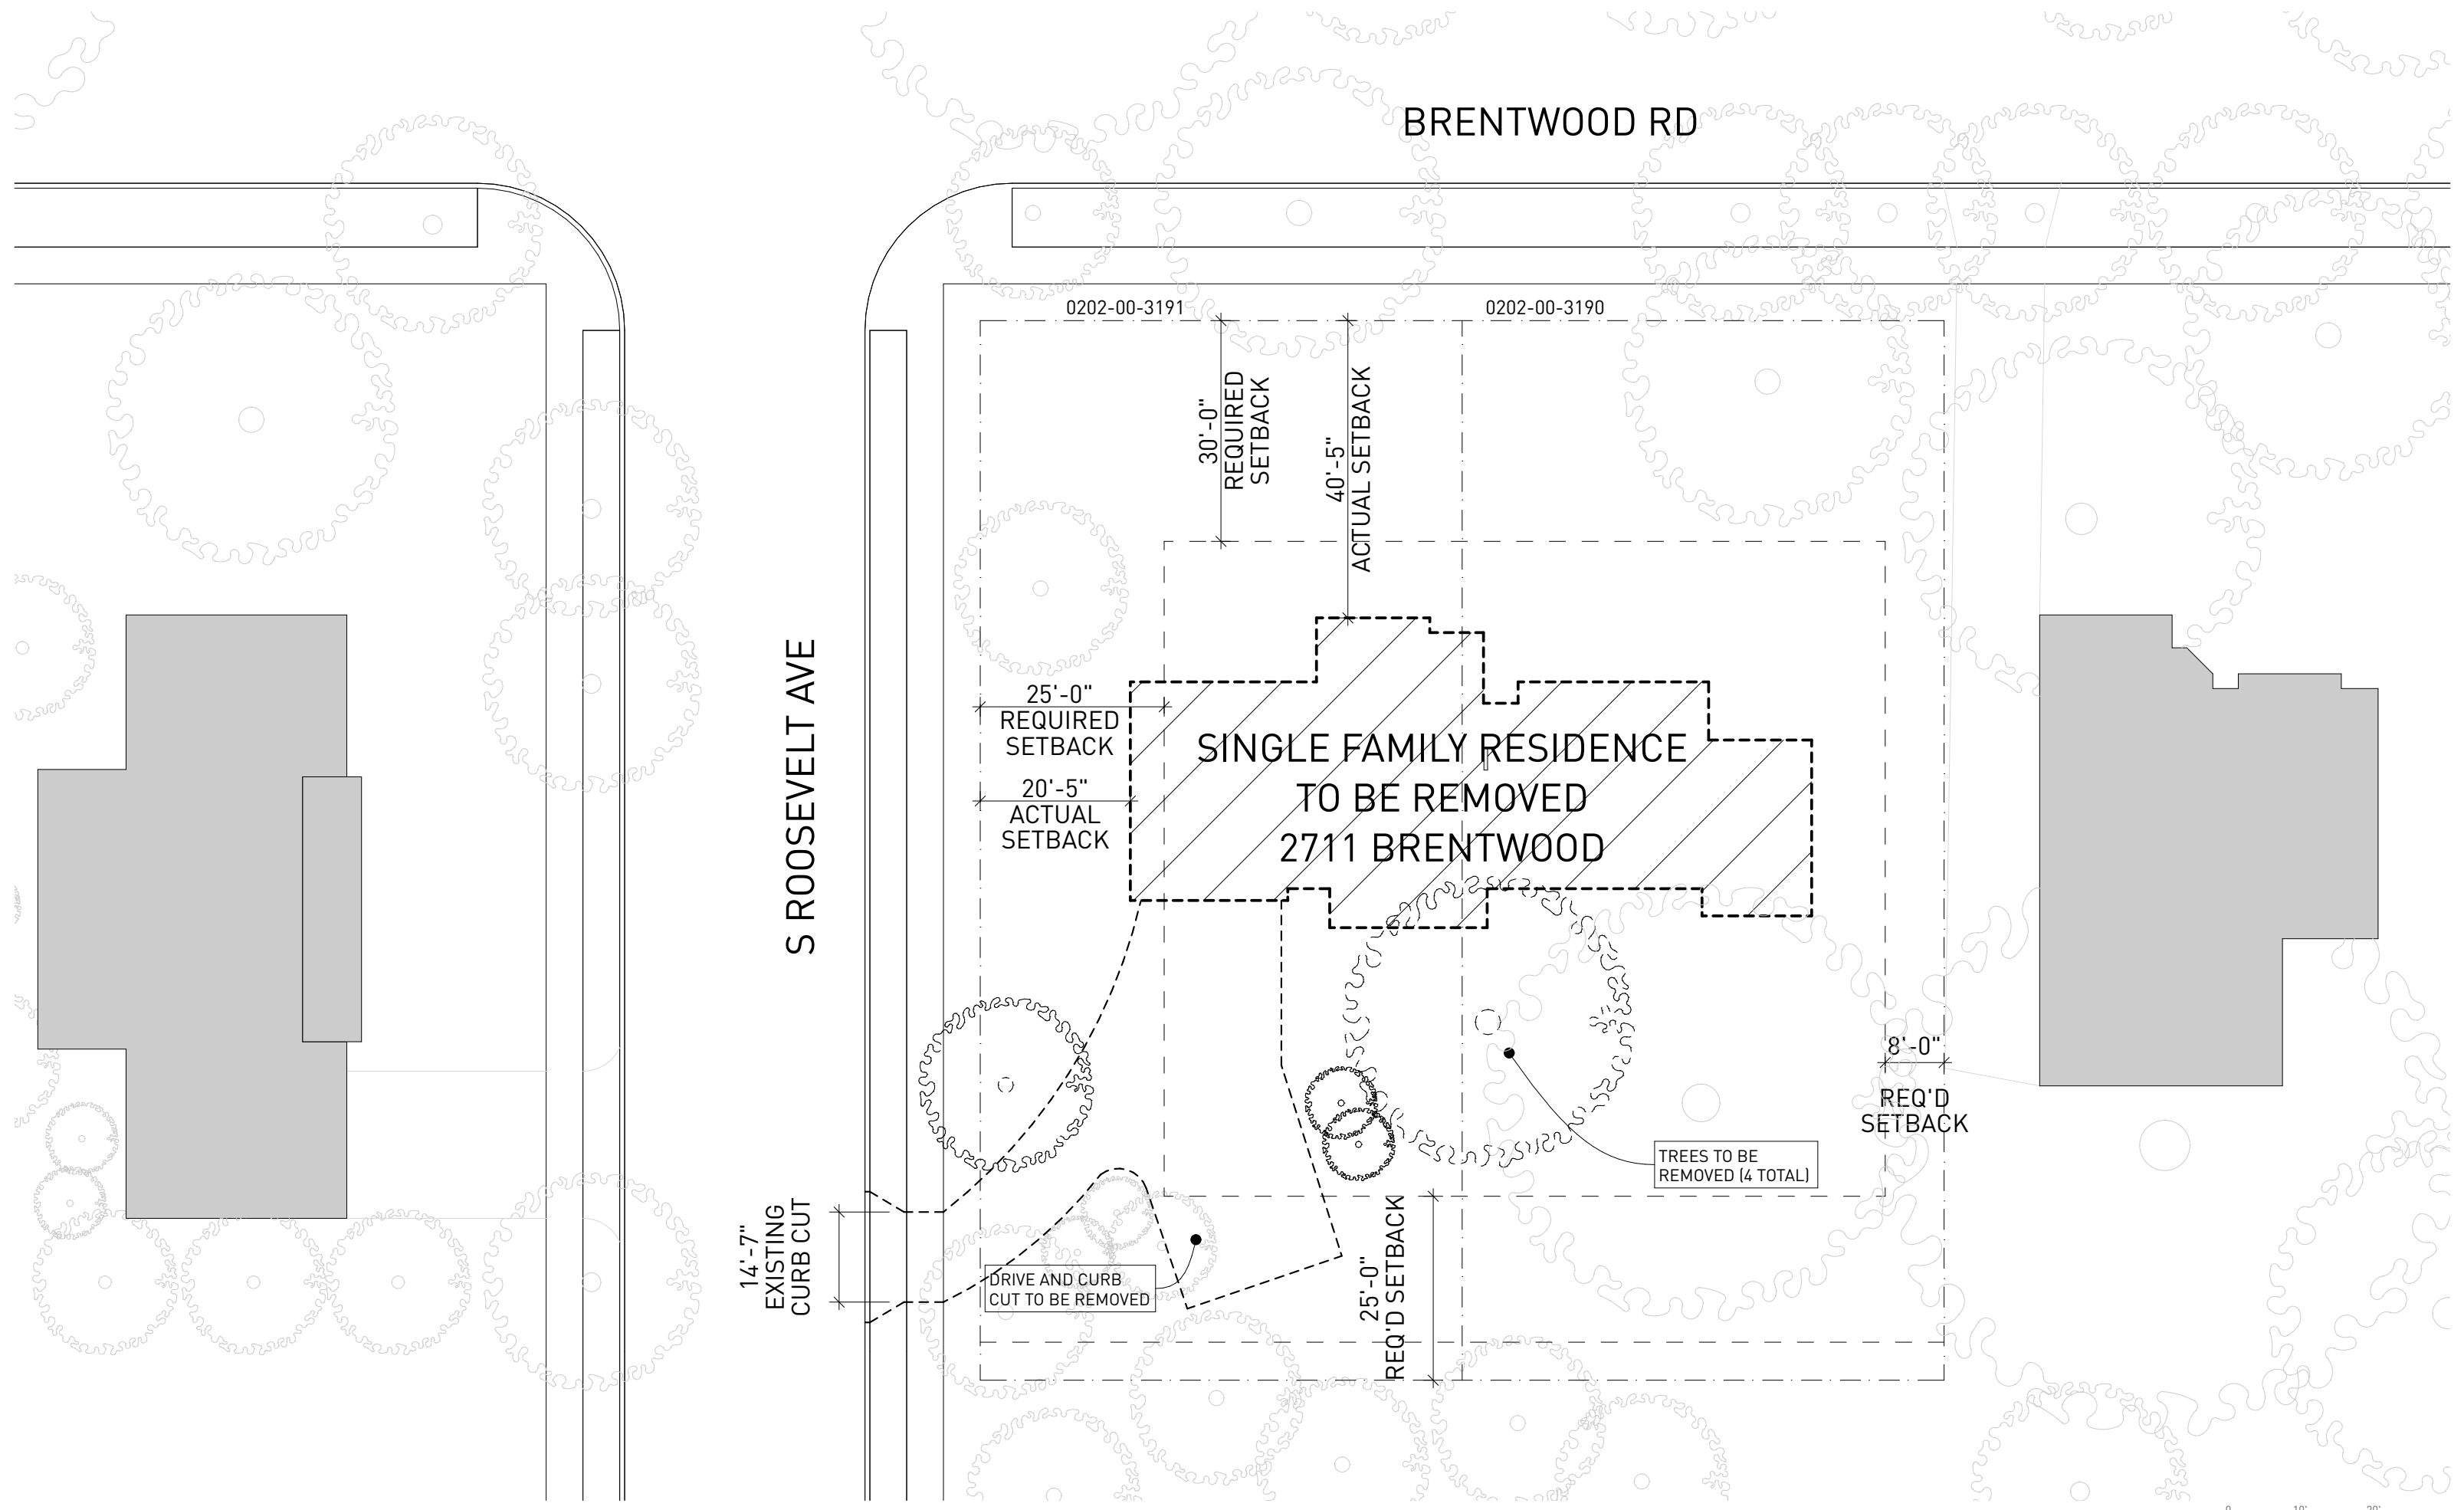 BRENTWOOD RD
0202-00-3191
0202-00-3190
30'-0"
REQUIRED
SETBACK
40'-5"
ACTUAL SETBACK
S ROOSEVELT AVE
25'-0"
REQUIRED
SETBACK
20'-5"
ACTUAL
SETBACK
SINGLE FAMILY RESIDENCE
TO BE REMOVED
2711 BRENTWOOD
8'-0"
REQ'D
SETBACK
TREES TO BE
REMOVED (4 TOTAL)
14'-7"
EXISTING
CURB CUT
DRIVE AND CURB
CUT TO BE REMOVED
25'-0"
REQ'D SETBACK